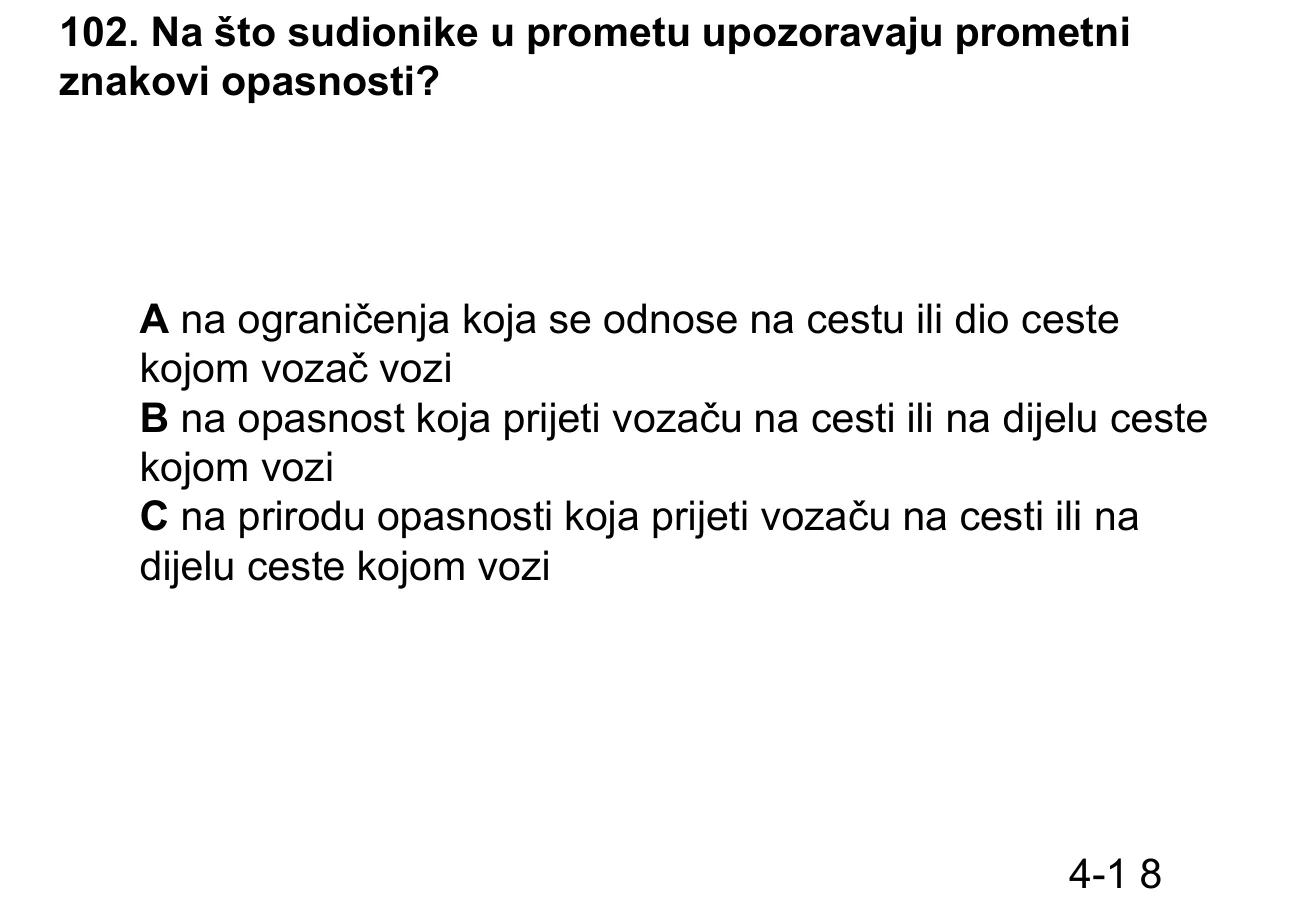 102. Na što sudionike u prometu upozoravaju prometni
znakovi opasnosti?
A na ograničenja koja se odnose na cestu ili dio ceste
kojom vozač vozi
B na opasnost koja prijeti vozaču na cesti ili na dijelu ceste
kojom vozi
C na prirodu opasnosti koja prijeti vozaču na cesti ili na
dijelu ceste kojom vozi
4-1 8